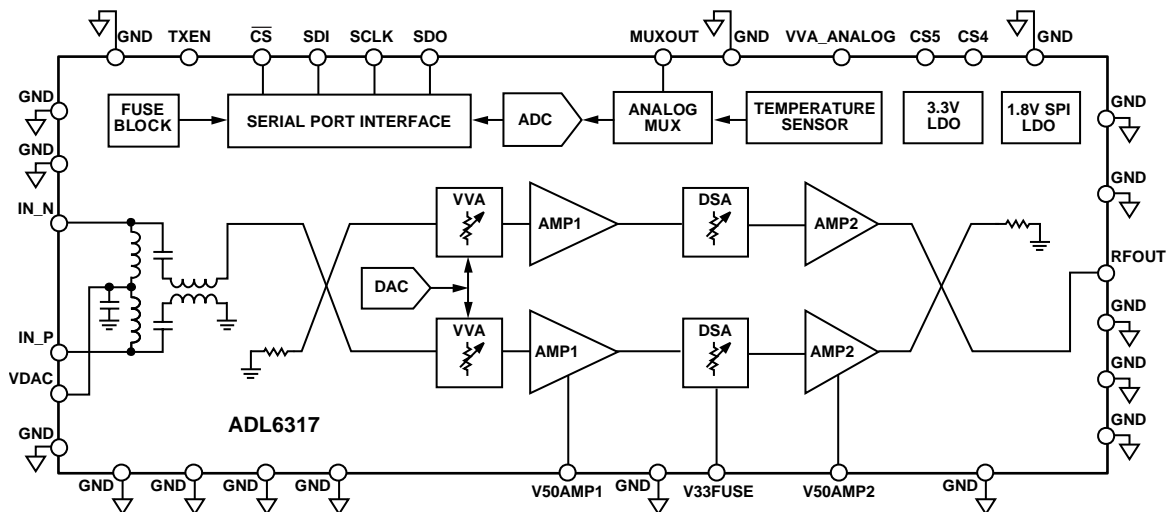 GND TXEN CS SDI SCLK SDO MUXOUT GND VVA_ANALOG CS5 CS4 GND
GND
GND
FUSE
BLOCK
SERIAL PORT INTERFACE
ADC
ANALOG
MUX
TEMPERATURE
SENSOR
3.3V
LDO
1.8V SPI
LDO
GND
GND
IN_N
VVA
AMP1
DSA
AMP2
GND
DAC
RFOUT
IN_P
VVA
AMP1
DSA
AMP2
GND
VDAC
GND
ADL6317
GND
GND
GND GND GND GND V50AMP1 GND V33FUSE V50AMP2 GND